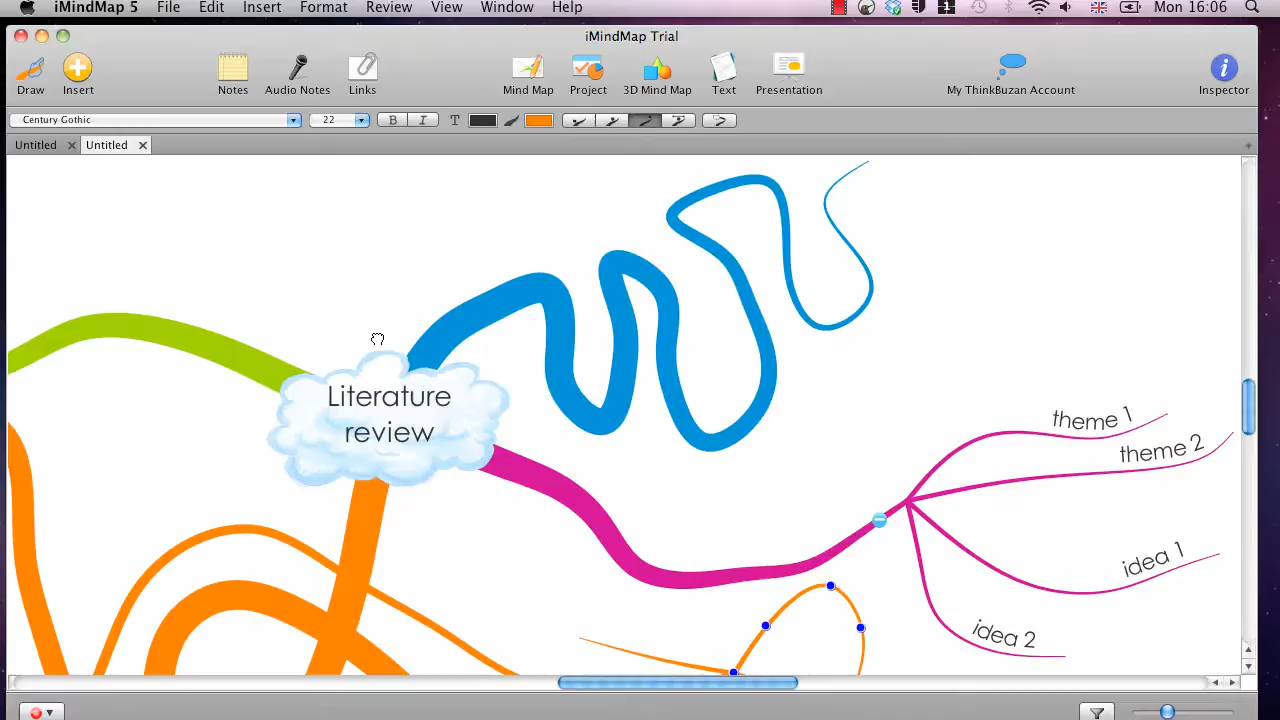 iMindMap 5 File Edit Insert Format Review View Window Help Mon 16:06
iMindMap Trial
Draw Insert Notes Audio Notes Links Mind Map Project 3D Mind Map Text Presentation My ThinkBuzan Account Inspector
Century Gothic 22 B I T
Untitled Untitled
Literature
review
theme 1
theme 2
idea 1
idea 2